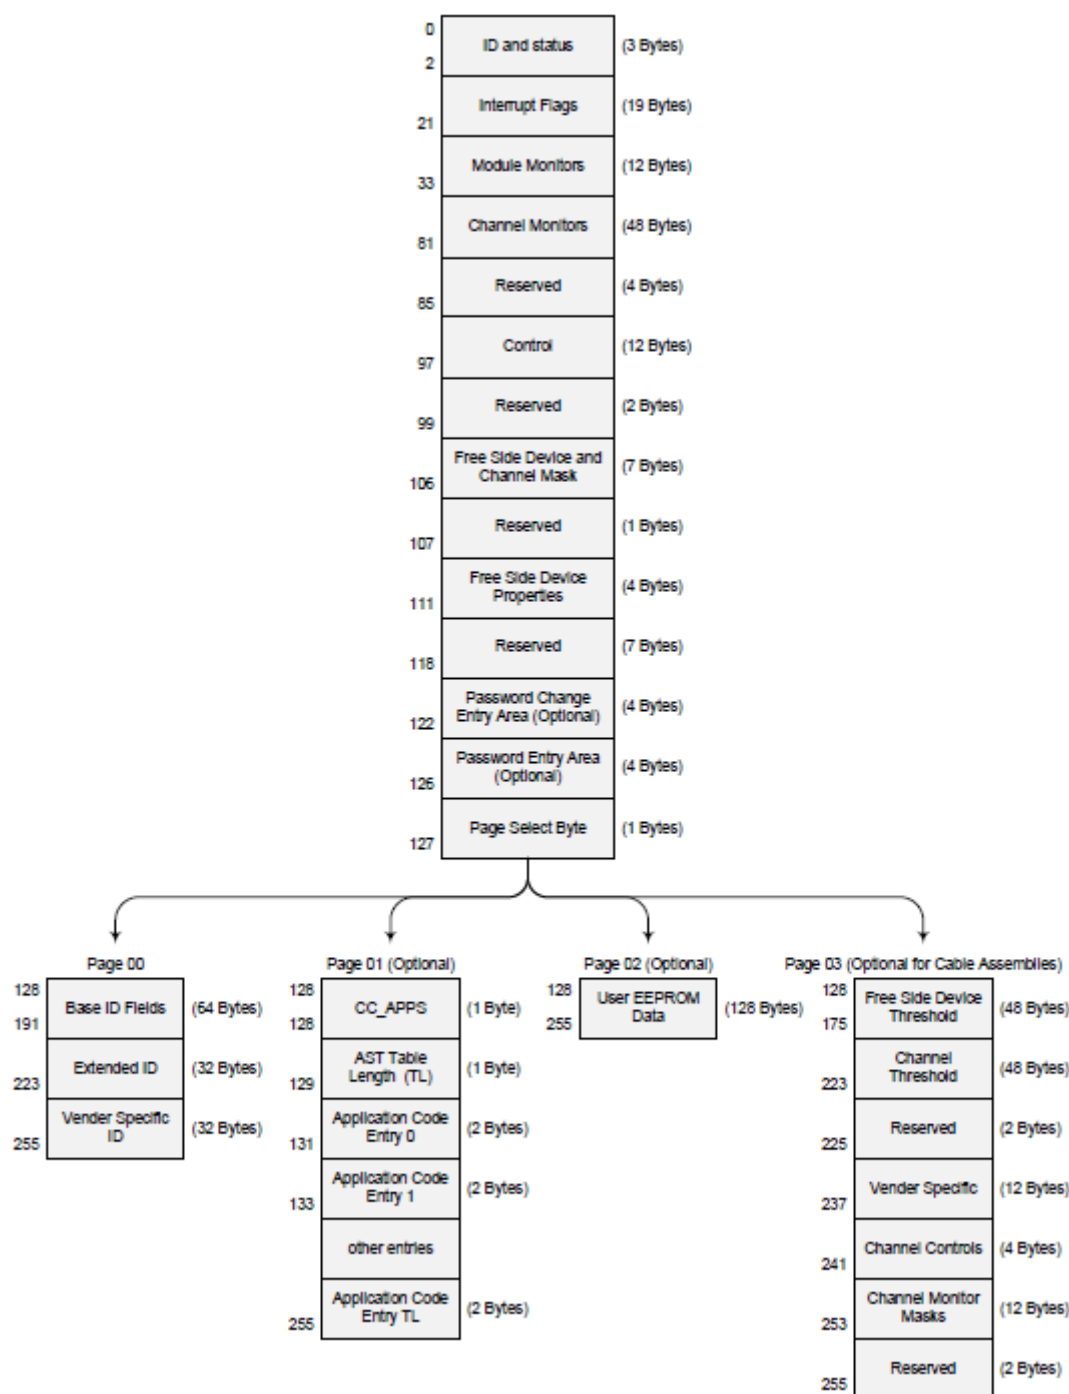 0
ID and status (3 Bytes)
2
Interrupt Flags (19 Bytes)
21
Module Monitors (12 Bytes)
33
Channel Monitors (48 Bytes)
81
Reserved (4 Bytes)
85
Control (12 Bytes)
97
Reserved (2 Bytes)
99
Free Side Device and
Channel Mask (7 Bytes)
106
Reserved (1 Bytes)
107
Free Side Device
Properties (4 Bytes)
111
Reserved (7 Bytes)
118
Password Change
Entry Area (Optional) (4 Bytes)
122
Password Entry Area
(Optional) (4 Bytes)
126
Page Select Byte (1 Bytes)
127
Page 00
128
Base ID Fields (64 Bytes)
191
Extended ID (32 Bytes)
223
Vender Specific
ID (32 Bytes)
255
Page 01 (Optional)
128
CC_APPS (1 Byte)
128
AST Table
Length (TL) (1 Byte)
129
Application Code
Entry 0 (2 Bytes)
131
Application Code
Entry 1 (2 Bytes)
133
other entries
Application Code
Entry TL (2 Bytes)
255
Page 02 (Optional)
128
User EEPROM
Data (128 Bytes)
255
Page 03 (Optional for Cable Assemblies)
128
Free Side Device
Threshold (48 Bytes)
175
Channel
Threshold (48 Bytes)
223
Reserved (2 Bytes)
225
Vender Specific (12 Bytes)
237
Channel Controls (4 Bytes)
241
Channel Monitor
Masks (12 Bytes)
253
Reserved (2 Bytes)
255